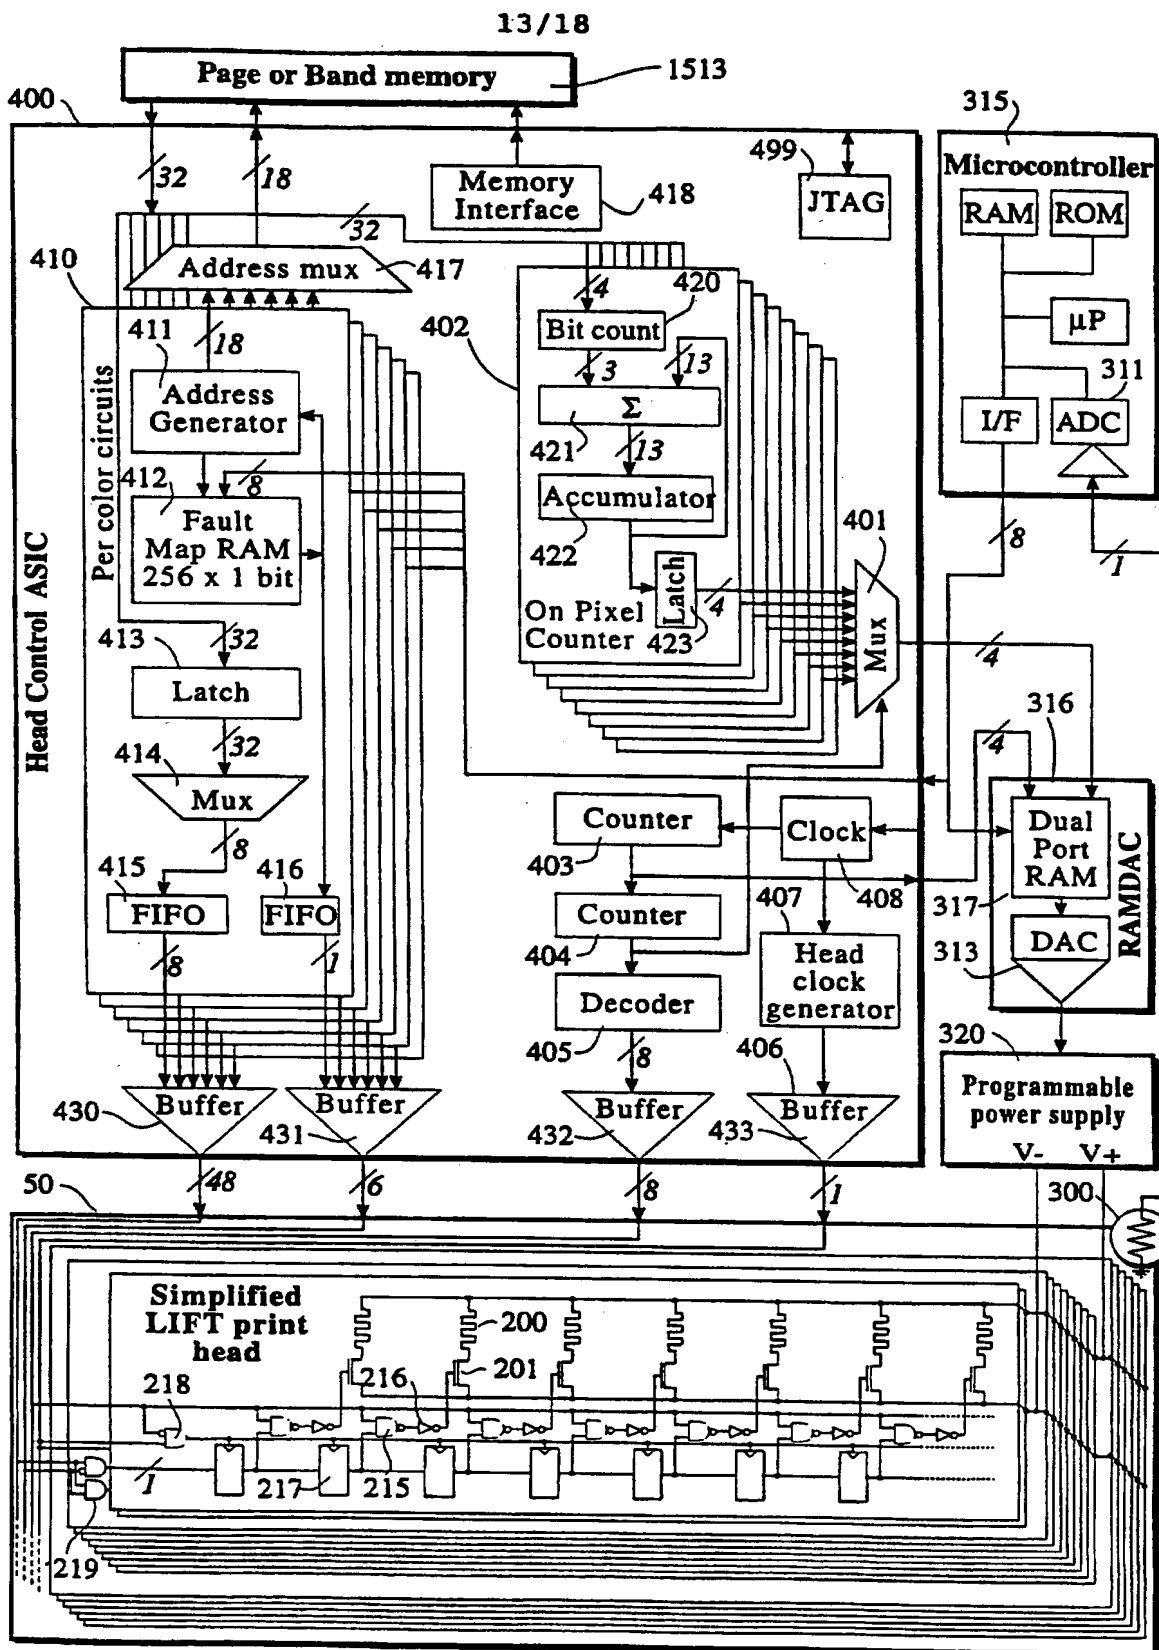 13/18
Page or Band memory
1513
400
315
32
18
499
Microcontroller
Memory
Interface
418
JTAG
RAM
ROM
32
410
Address mux
417
4
420
μP
411
18
402
Bit count
3
13
311
Per color circuits
Address
Generator
Σ
I/F
ADC
421
13
412
8
Fault
Map RAM
256 x 1 bit
Accumulator
422
401
8
1
Head Control ASIC
Latch
4
On Pixel
Counter
423
Mux
4
413
32
Latch
316
32
4
414
Mux
8
Counter
Clock
Dual
Port
RAM
RAMDAC
403
408
317
415
416
407
FIFO
FIFO
Counter
404
DAC
313
8
1
Head
clock
generator
Decoder
405
8
406
320
Programmable
power supply
V-
V+
Buffer
Buffer
Buffer
Buffer
430
431
432
433
48
6
8
1
50
300
Simplified
LIFT print
head
200
201
216
218
1
217
215
219